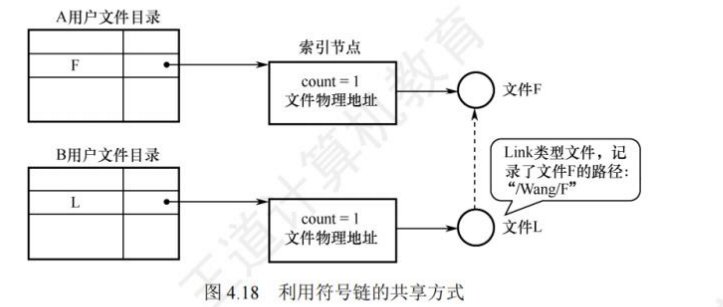 A用户文件目录
F
索引节点
count = 1
文件物理地址
文件F
B用户文件目录
L
count = 1
文件物理地址
Link类型文件，记
录了文件F的路径：
“/Wang/F”
文件L
王道计算机教育
图 4.18 利用符号链的共享方式